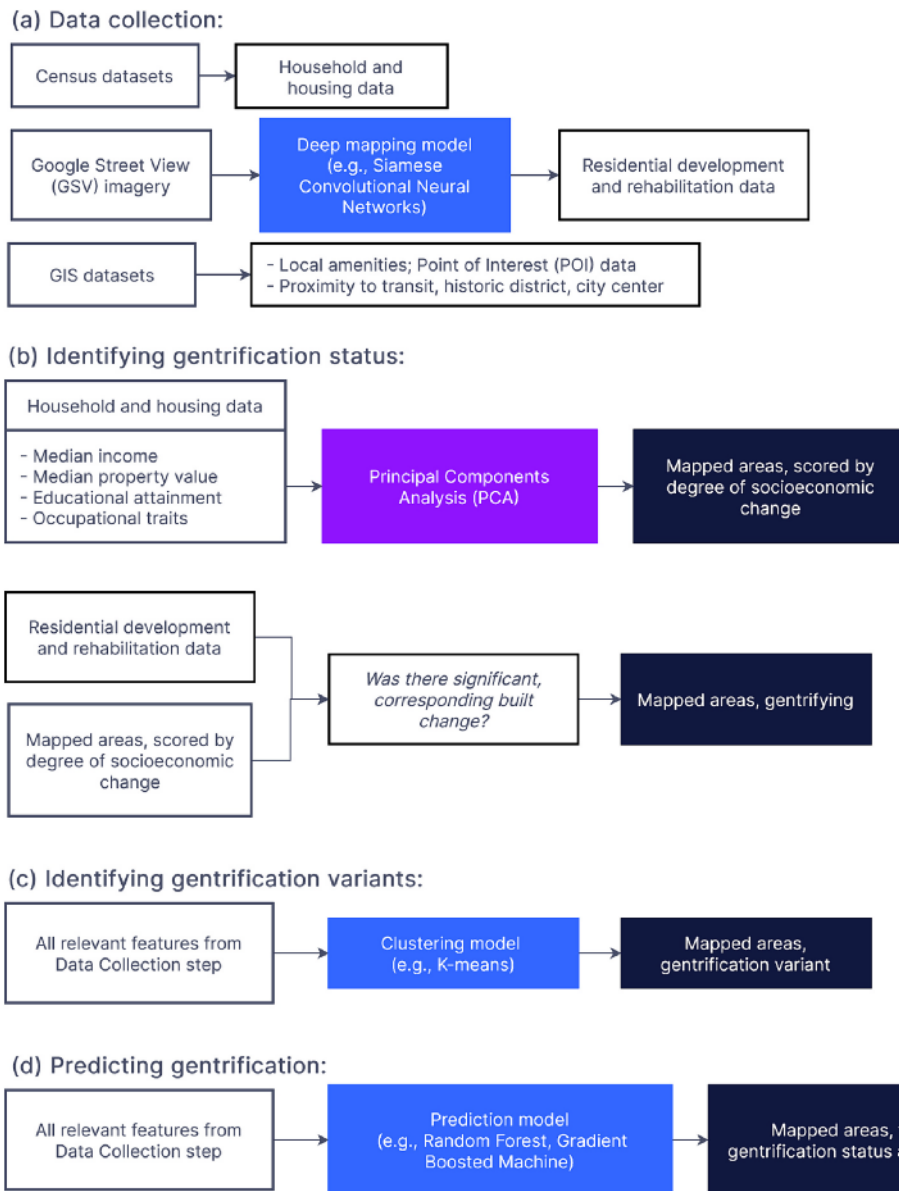 (a) Data collection:
Census datasets
Household and
housing data
Google Street View
(GSV) imagery
Deep mapping model
(e.g., Siamese
Convolutional Neural
Networks)
Residential development
and rehabilitation data
GIS datasets
- Local amenities; Point of Interest (POI) data
- Proximity to transit, historic district, city center
(b) Identifying gentrification status:
Household and housing data
- Median income
- Median property value
- Educational attainment
- Occupational traits
Principal Components
Analysis (PCA)
Mapped areas, scored by
degree of socioeconomic
change
Residential development
and rehabilitation data
Mapped areas, scored by
degree of socioeconomic
change
Was there significant,
corresponding built
change?
Mapped areas, gentrifying
(c) Identifying gentrification variants:
All relevant features from
Data Collection step
Clustering model
(e.g., K-means)
Mapped areas,
gentrification variant
(d) Predicting gentrification:
All relevant features from
Data Collection step
Prediction model
(e.g., Random Forest, Gradient
Boosted Machine)
Mapped areas,
gentrification status